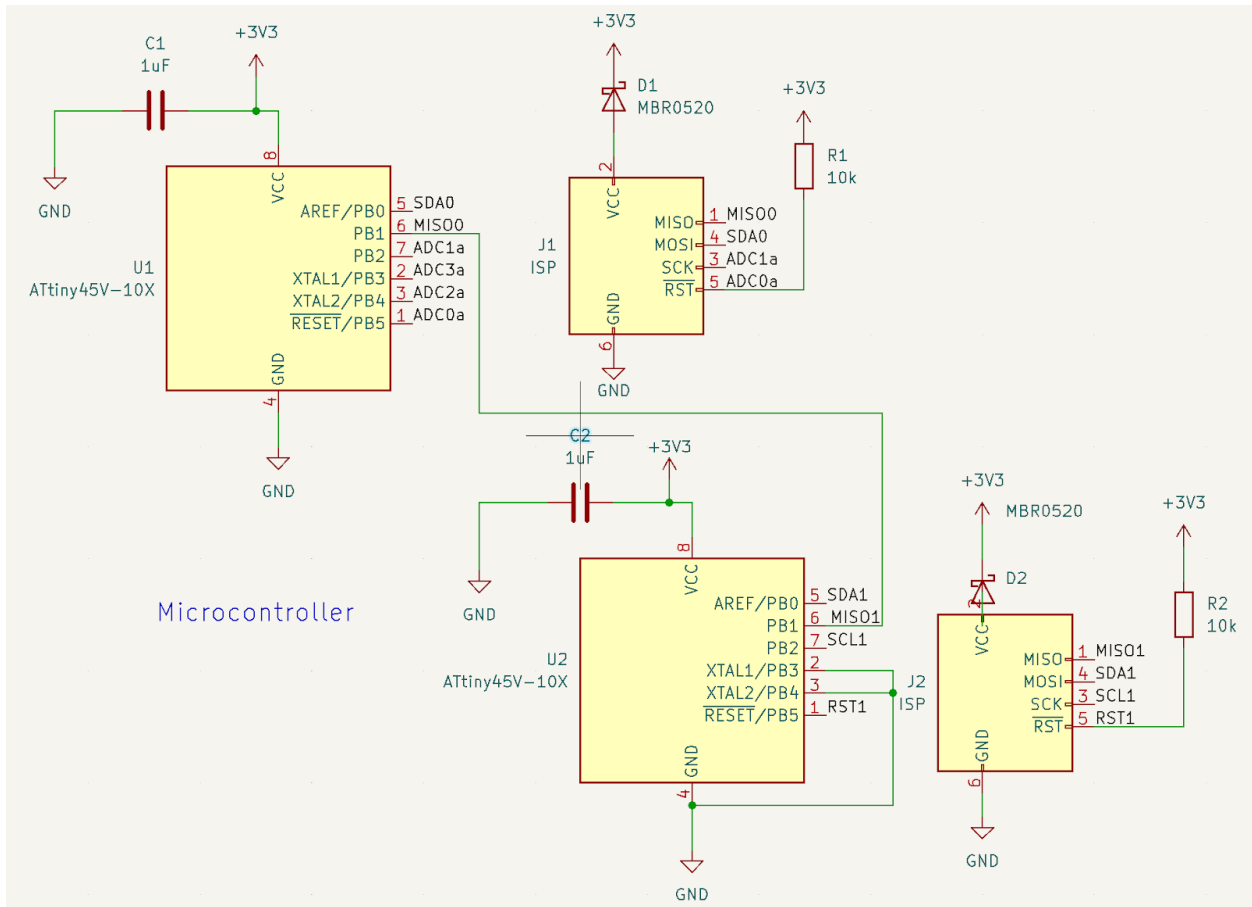 C1
1uF
+3V3
GND
8
VCC
AREF/PB0
PB1
PB2
XTAL1/PB3
XTAL2/PB4
RESET/PB5
GND
4
GND
5 SDA0
6 MISO0
7 ADC1a
2 ADC3a
3 ADC2a
1 ADC0a
U1
ATtiny45V-10X
+3V3
D1
MBR0520
2
VCC
MISO
MOSI
SCK
RST
GND
6
GND
1 MISO0
4 SDA0
3 ADC1a
5 ADC0a
J1
ISP
+3V3
R1
10k
C2
1uF
+3V3
GND
8
VCC
AREF/PB0
PB1
PB2
XTAL1/PB3
XTAL2/PB4
RESET/PB5
GND
4
GND
5 SDA1
6 MISO1
7 SCL1
2
3
1 RST1
U2
ATtiny45V-10X
Microcontroller
+3V3
MBR0520
D2
2
VCC
MISO
MOSI
SCK
RST
GND
6
GND
1 MISO1
4 SDA1
3 SCL1
5 RST1
J2
ISP
+3V3
R2
10k